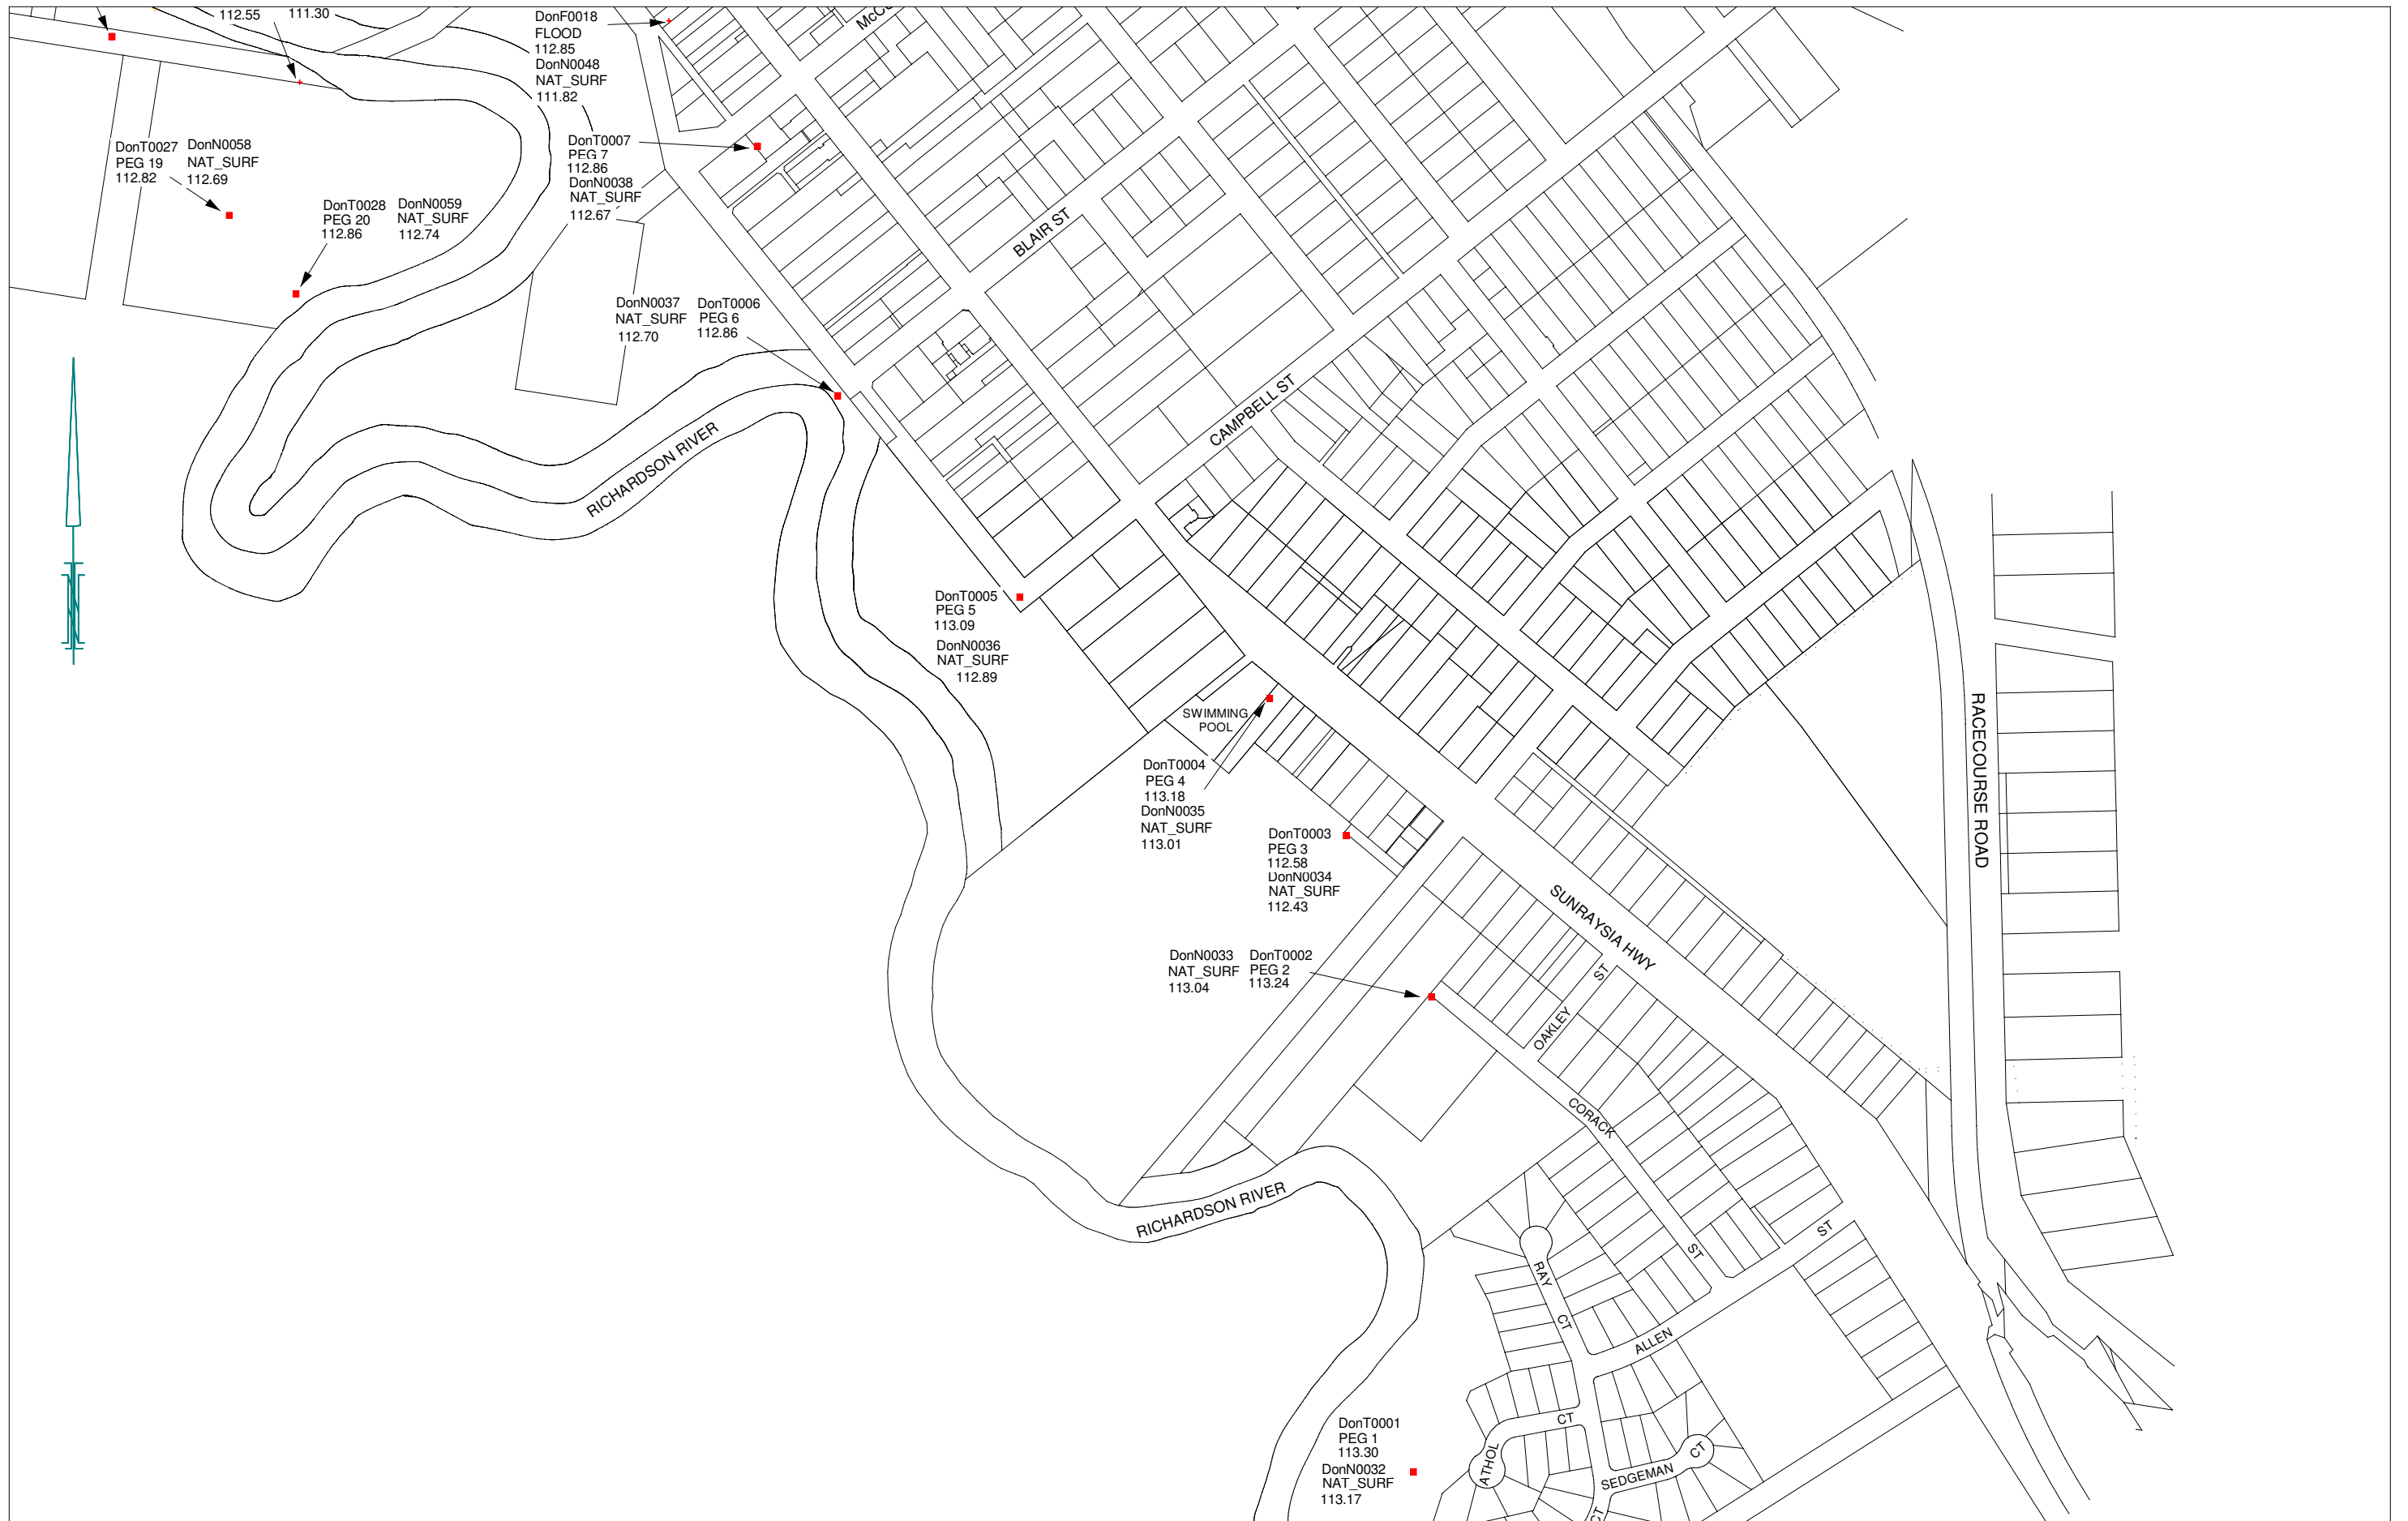 112.55
111.30
DonF0018
FLOOD
112.85
DonN0048
NAT_SURF
111.82
DonT0007
PEG 7
112.86
DonN0038
NAT_SURF
112.67
DonT0027
PEG 19
112.82
DonN0058
NAT_SURF
112.69
DonT0028
PEG 20
112.86
DonN0059
NAT_SURF
112.74
BLAIR ST
DonN0037
NAT_SURF
112.70
DonT0006
PEG 6
112.86
CAMPBELL ST
RICHARDSON RIVER
N
DonT0005
PEG 5
113.09
DonN0036
NAT_SURF
112.89
SWIMMING
POOL
DonT0004
PEG 4
113.18
DonN0035
NAT_SURF
113.01
DonT0003
PEG 3
112.58
DonN0034
NAT_SURF
112.43
RACECOURSE ROAD
SUNRAYSIA HWY
DonN0033
NAT_SURF
113.04
DonT0002
PEG 2
113.24
OAKLEY ST
CORACK ST
RICHARDSON RIVER
RAY CT
ALLEN ST
ATHOL CT
SEDGEMAN CT
CT
DonT0001
PEG 1
113.30
DonN0032
NAT_SURF
113.17